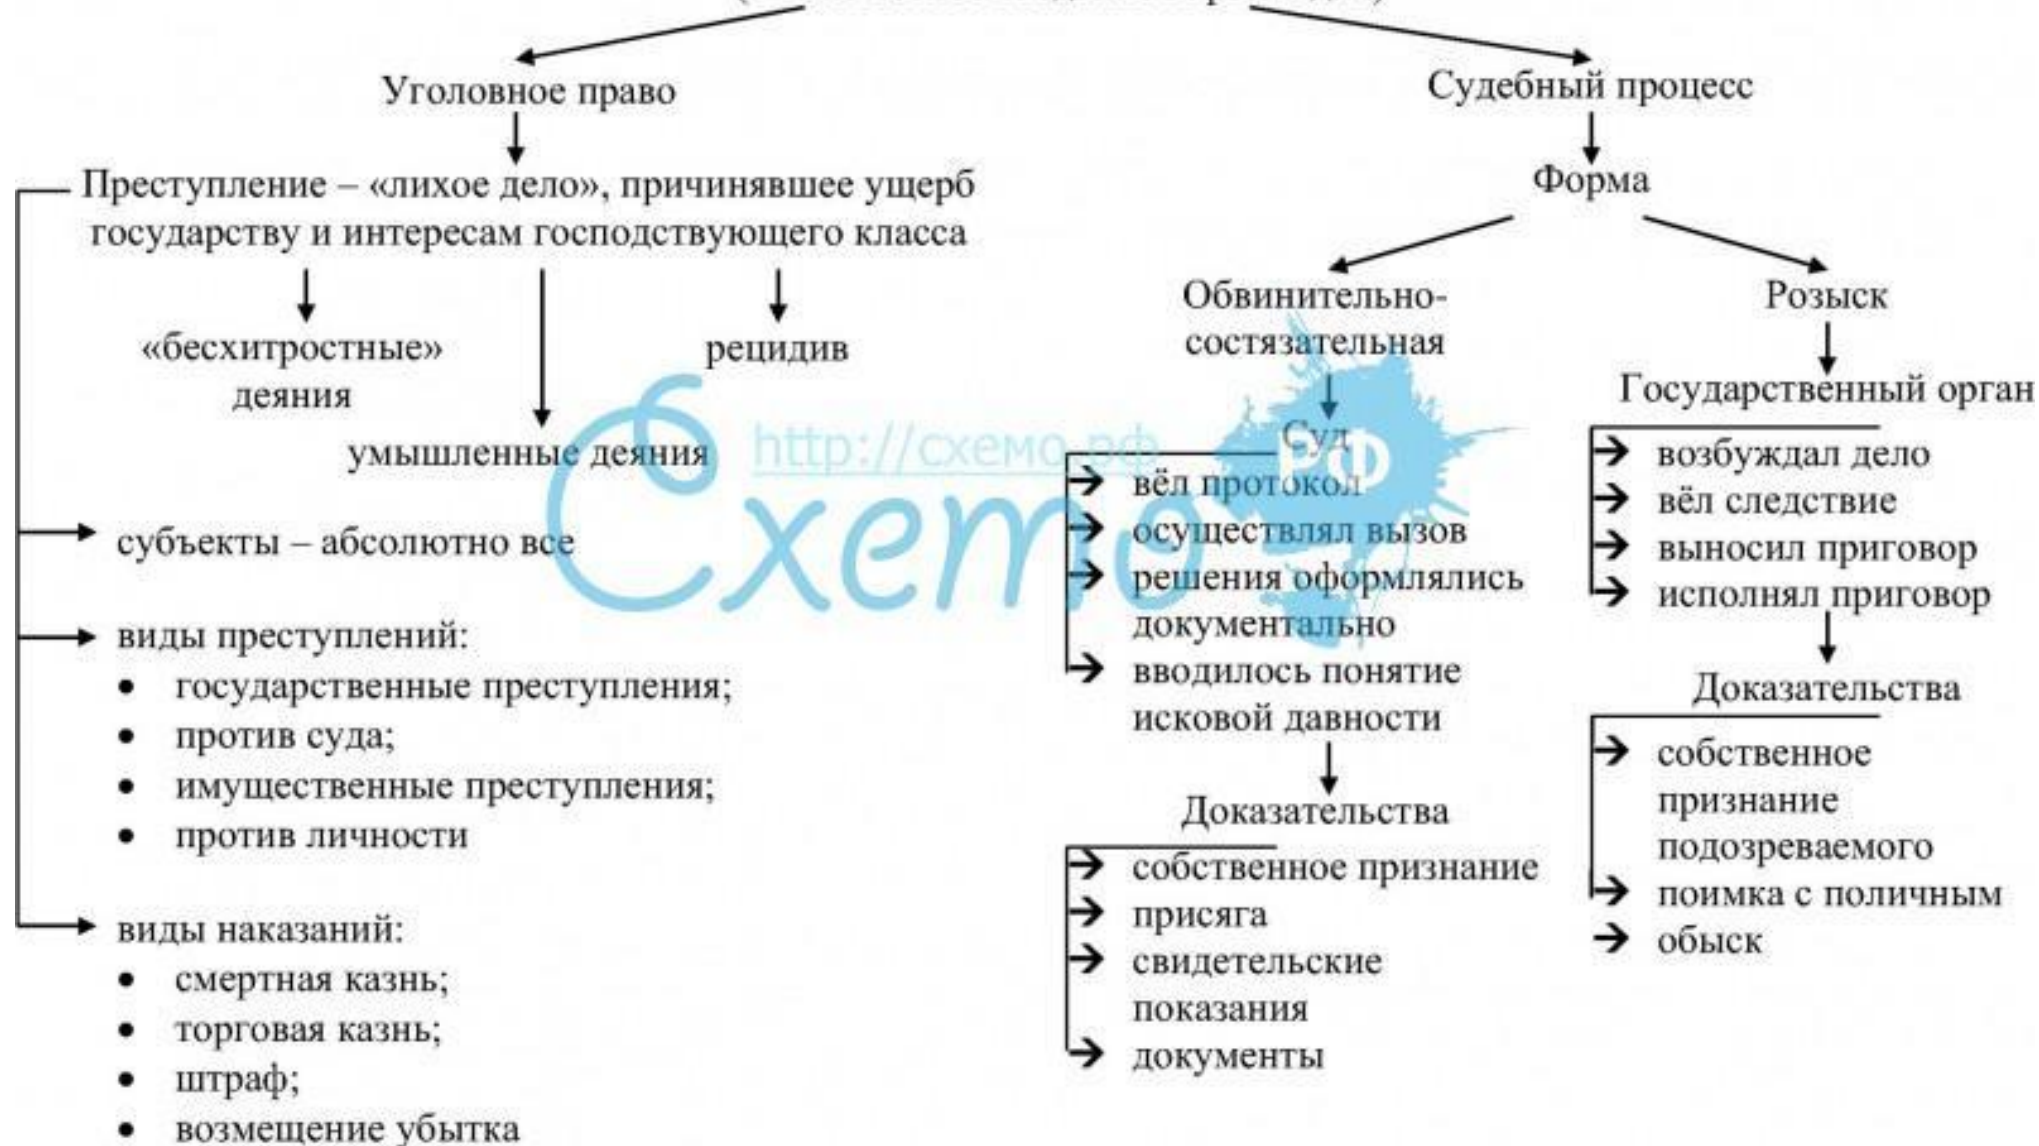 Уголовное право
Преступление – «лихое дело», причинявшее ущерб
государству и интересам господствующего класса
«бесхитростные»
деяния
умышленные деяния
рецидив
субъекты – абсолютно все
виды преступлений:
• государственные преступления;
• против суда;
• имущественные преступления;
• против личности
виды наказаний:
• смертная казнь;
• торговая казнь;
• штраф;
• возмещение убытка
Судебный процесс
Форма
Обвинительно-
состязательная
Суд
вёл протокол
осуществлял вызов
решения оформлялись
документально
вводилось понятие
исковой давности
Доказательства
собственное признание
присяга
свидетельские
показания
документы
Розыск
Государственный орган
возбуждал дело
вёл следствие
выносил приговор
исполнял приговор
Доказательства
собственное
признание
подозреваемого
поимка с поличным
обыск
http://схемо.рф
Схемо
РФ